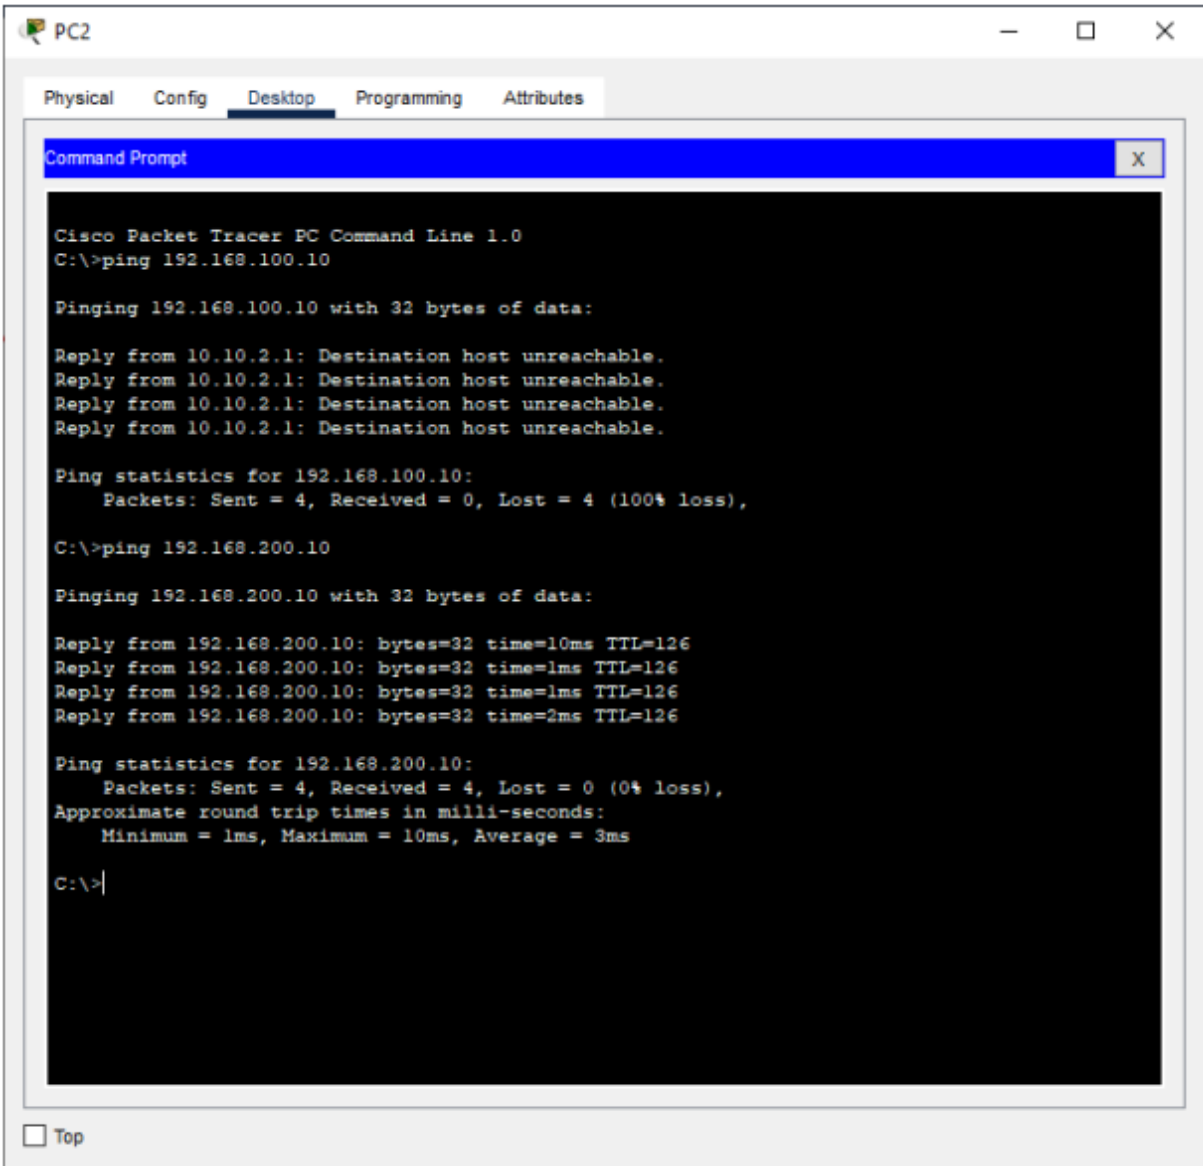 PC2
Physical Config Desktop Programming Attributes
Command Prompt X
Cisco Packet Tracer PC Command Line 1.0
C:\>ping 192.168.100.10
Pinging 192.168.100.10 with 32 bytes of data:
Reply from 10.10.2.1: Destination host unreachable.
Reply from 10.10.2.1: Destination host unreachable.
Reply from 10.10.2.1: Destination host unreachable.
Reply from 10.10.2.1: Destination host unreachable.
Ping statistics for 192.168.100.10:
    Packets: Sent = 4, Received = 0, Lost = 4 (100% loss),
C:\>ping 192.168.200.10
Pinging 192.168.200.10 with 32 bytes of data:
Reply from 192.168.200.10: bytes=32 time=10ms TTL=126
Reply from 192.168.200.10: bytes=32 time=1ms TTL=126
Reply from 192.168.200.10: bytes=32 time=1ms TTL=126
Reply from 192.168.200.10: bytes=32 time=2ms TTL=126
Ping statistics for 192.168.200.10:
    Packets: Sent = 4, Received = 4, Lost = 0 (0% loss),
Approximate round trip times in milli-seconds:
    Minimum = 1ms, Maximum = 10ms, Average = 3ms
C:\>
Top